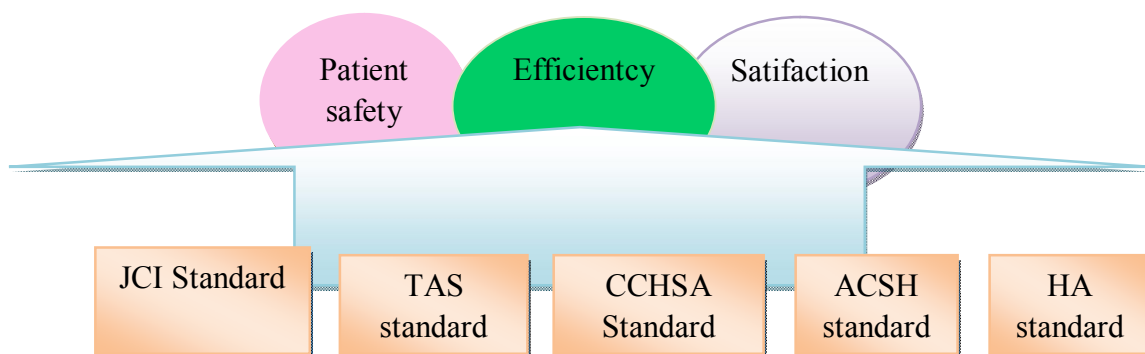 Patient
safety
Efficientcy
Satifaction
JCI Standard
TAS
standard
CCHSA
Standard
ACSH
standard
HA
standard